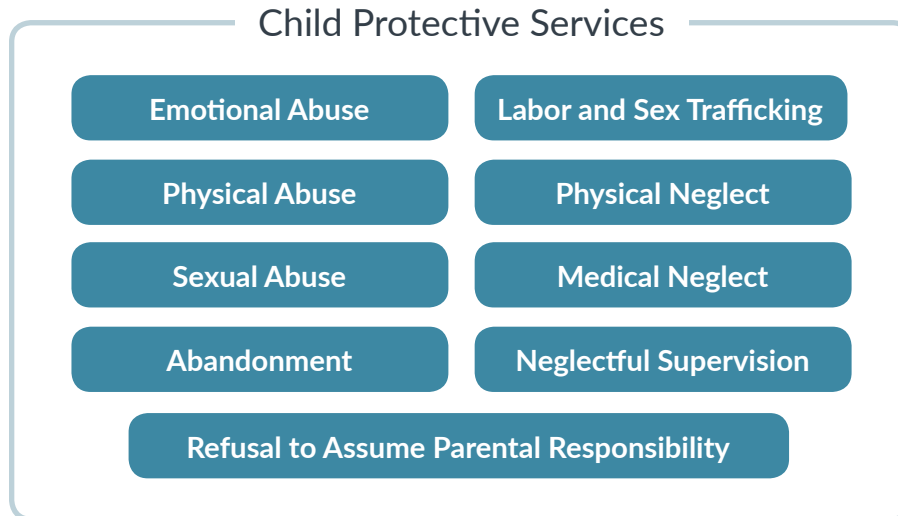 Child Protective Services
Emotional Abuse
Labor and Sex Trafficking
Physical Abuse
Physical Neglect
Sexual Abuse
Medical Neglect
Abandonment
Neglectful Supervision
Refusal to Assume Parental Responsibility